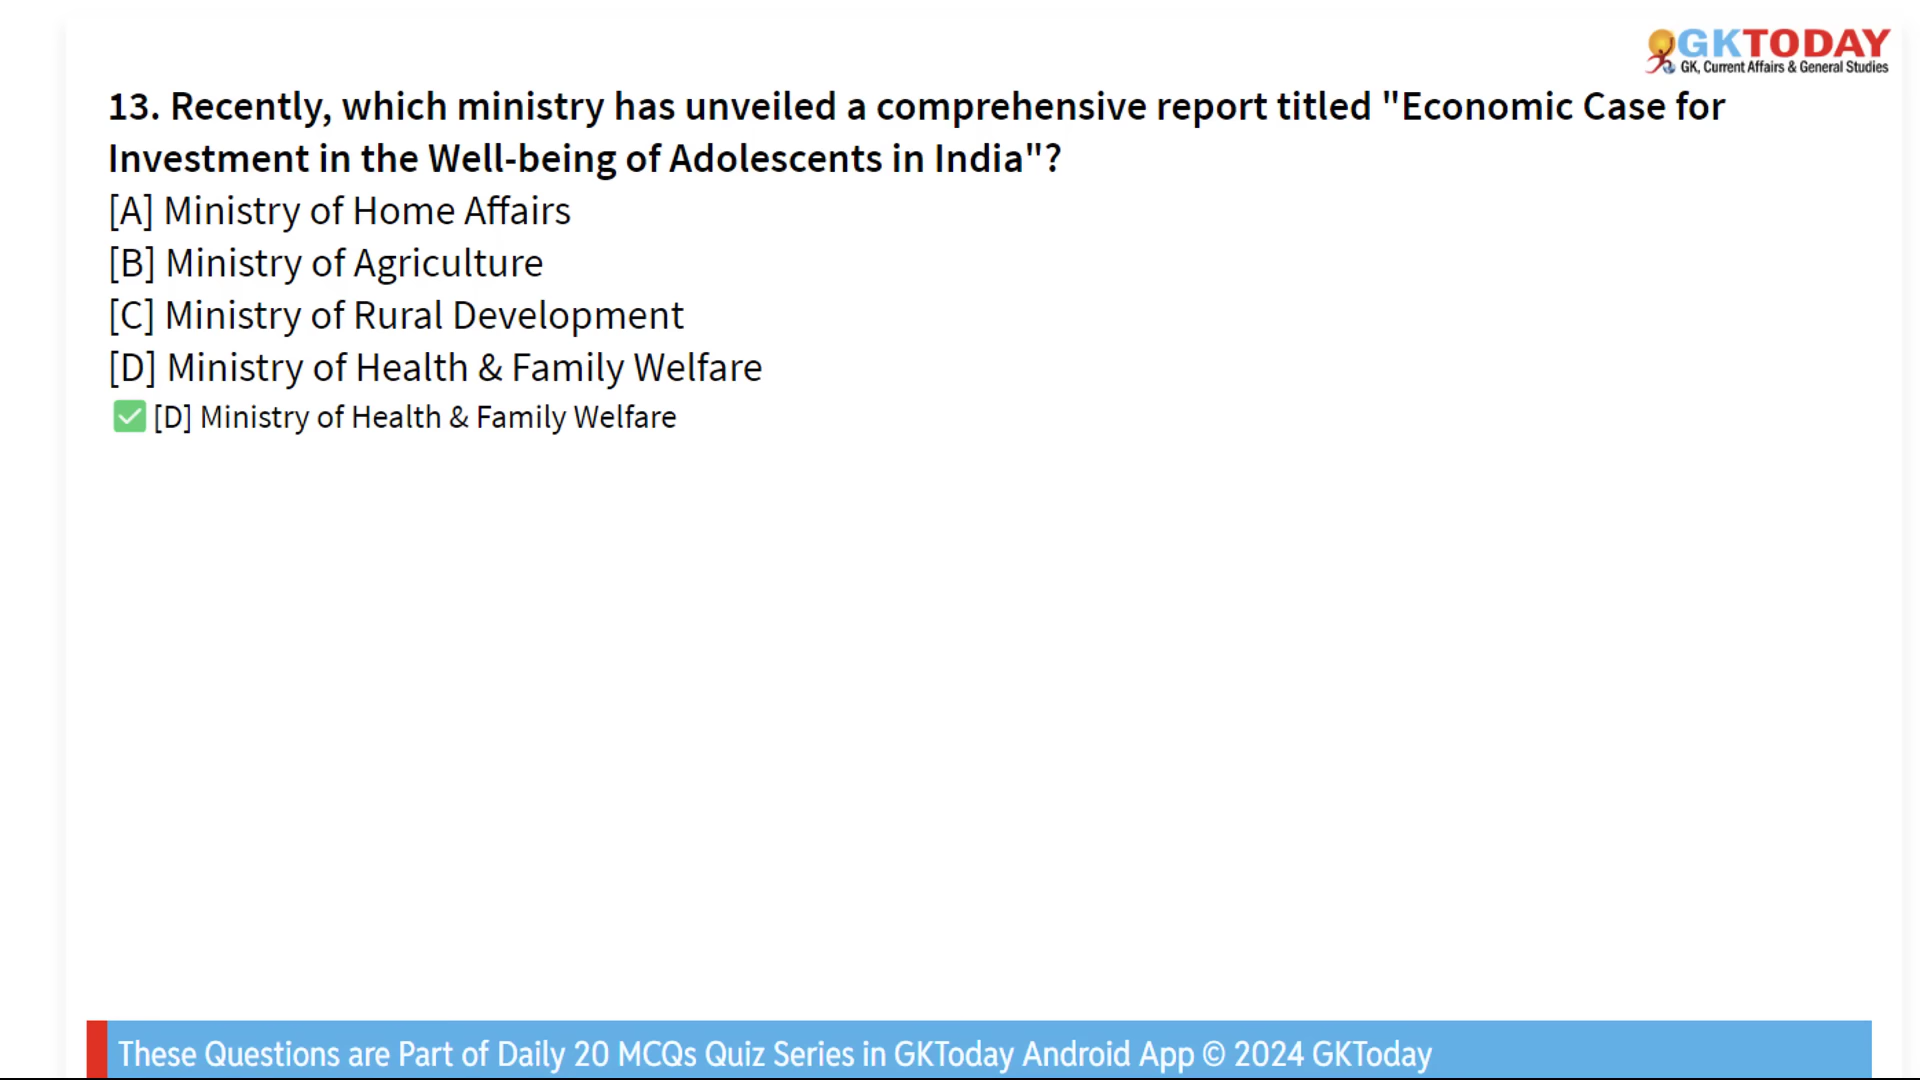 GKTODAY
GK, Current Affairs & General Studies
13. Recently, which ministry has unveiled a comprehensive report titled "Economic Case for
Investment in the Well-being of Adolescents in India"?
[A] Ministry of Home Affairs
[B] Ministry of Agriculture
[C] Ministry of Rural Development
[D] Ministry of Health & Family Welfare
✅ [D] Ministry of Health & Family Welfare
These Questions are Part of Daily 20 MCQs Quiz Series in GKToday Android App © 2024 GKToday